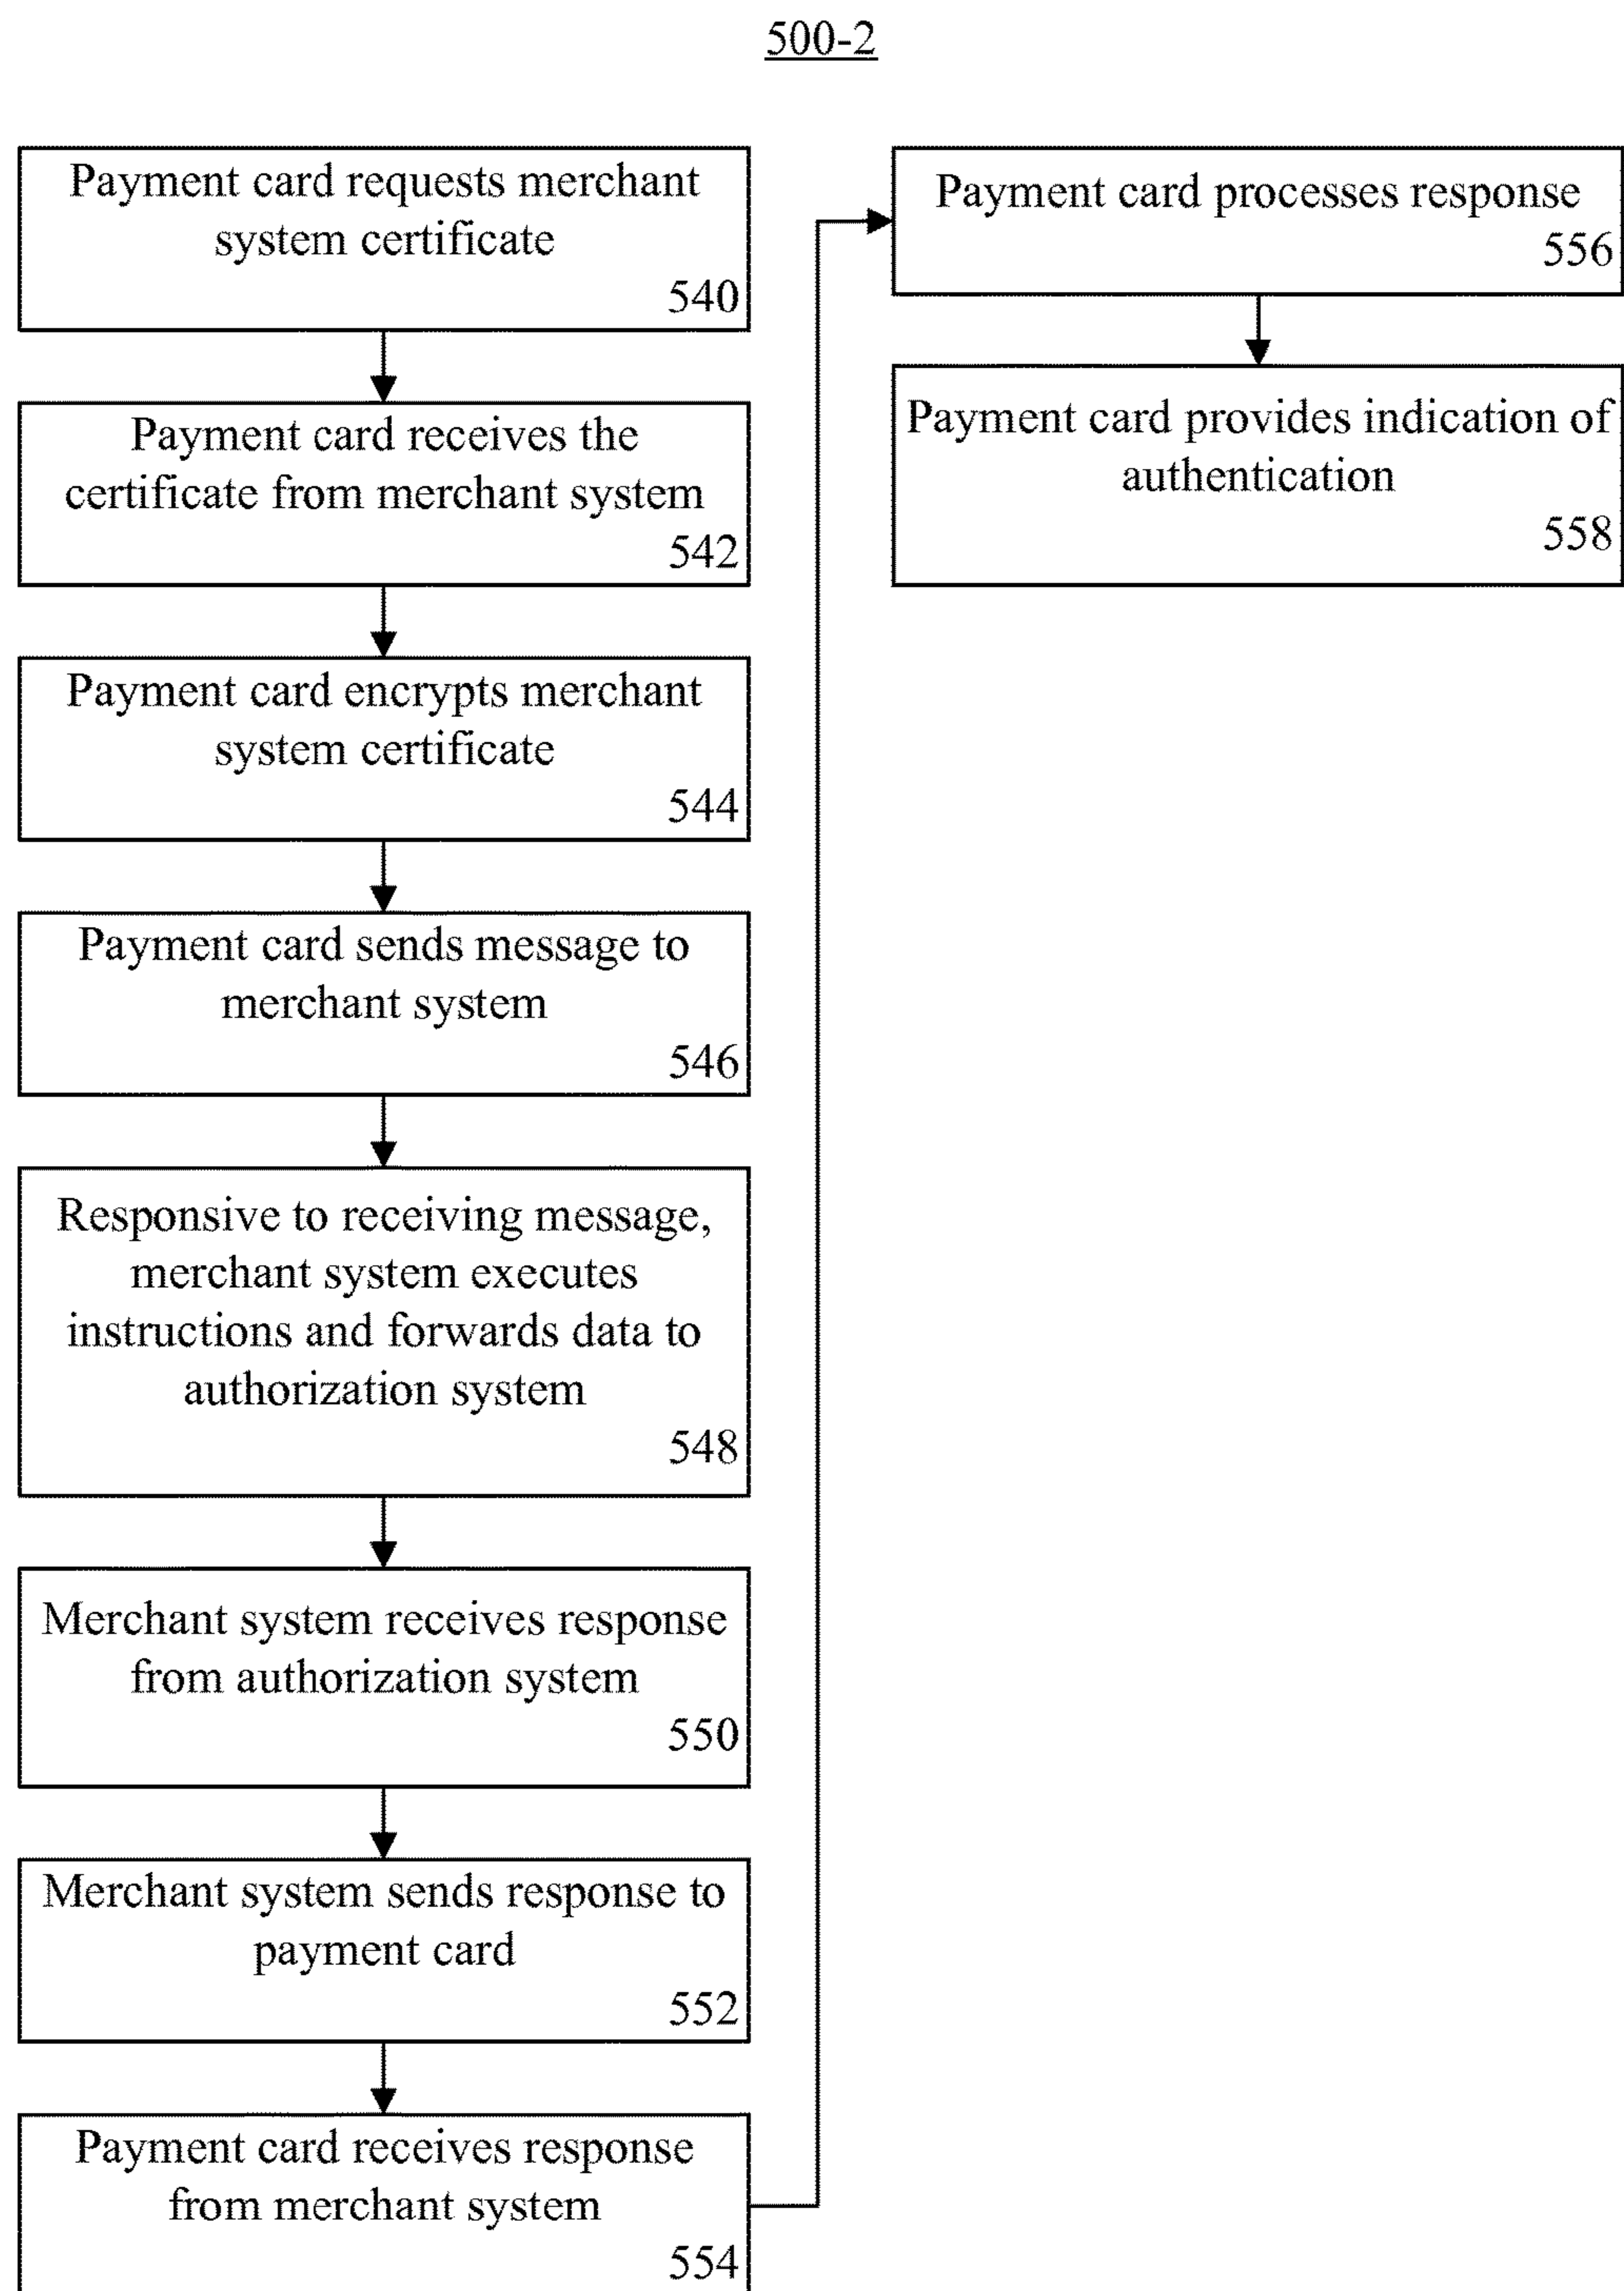 500-2
Payment card requests merchant
system certificate
540
Payment card receives the
certificate from merchant system
542
Payment card encrypts merchant
system certificate
544
Payment card sends message to
merchant system
546
Responsive to receiving message,
merchant system executes
instructions and forwards data to
authorization system
548
Merchant system receives response
from authorization system
550
Merchant system sends response to
payment card
552
Payment card receives response
from merchant system
554
Payment card processes response
556
Payment card provides indication of
authentication
558